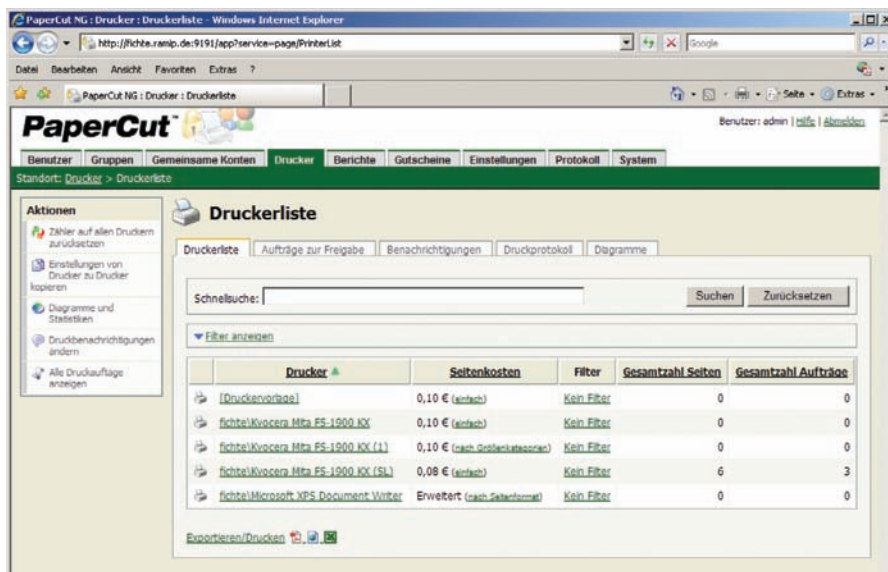 PaperCut NG : Drucker : Druckerliste - Windows Internet Explorer
http://fichte.ramip.de:9191/app?service=page/PrinterList
Google
Datei Bearbeiten Ansicht Favoriten Extras ?
PaperCut NG : Drucker : Druckerliste
Seite Extras
PaperCut
Benutzer: admin | Hilfe | Abmelden
Benutzer Gruppen Gemeinsame Konten Drucker Berichte Gutscheine Einstellungen Protokoll System
Standort: Drucker > Druckerliste
Aktionen
Zähler auf allen Druckern
zurücksetzen
Einstellungen von
Drucker zu Drucker
kopieren
Diagramme und
Statistiken
Druckbenachrichtigungen
ändern
Alle Druckaufträge
anzeigen
Druckerliste
Druckerliste Aufträge zur Freigabe Benachrichtigungen Druckprotokoll Diagramme
Schnellsuche: Suchen Zurücksetzen
Filter anzeigen
Drucker Seitenkosten Filter Gesamtzahl Seiten Gesamtzahl Aufträge
[Druckervorlage] 0,10 € (einfach) Kein Filter 0 0
fichte\Kyocera Mita FS-1900 KX 0,10 € (einfach) Kein Filter 0 0
fichte\Kyocera Mita FS-1900 KX (1) 0,10 € (nach Größenkategorien) Kein Filter 0 0
fichte\Kyocera Mita FS-1900 KX (SL) 0,08 € (einfach) Kein Filter 6 3
fichte\Microsoft XPS Document Writer Erweitert (nach Seitenformat) Kein Filter 0 0
Exportieren/Drucken